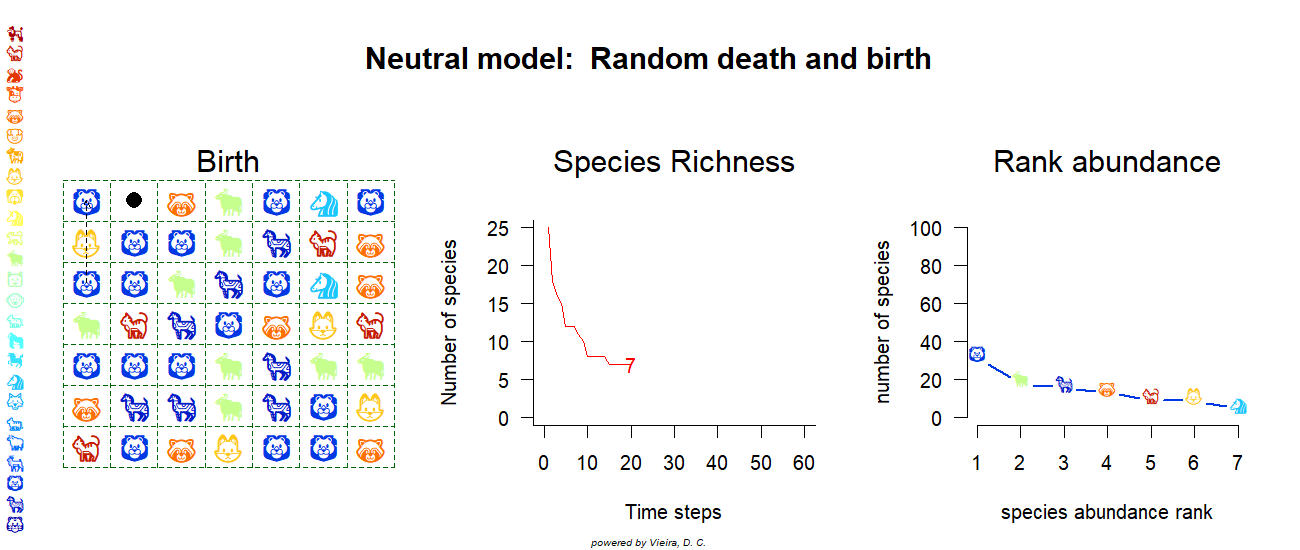 Neutral model:  Random death and birth
Birth
Species Richness
Number of species
25
20
15
10
5
0
7
0 10 20 30 40 50 60
Time steps
Rank abundance
number of species
100
80
60
40
20
0
1 2 3 4 5 6 7
species abundance rank
powered by Vieira, D. C.